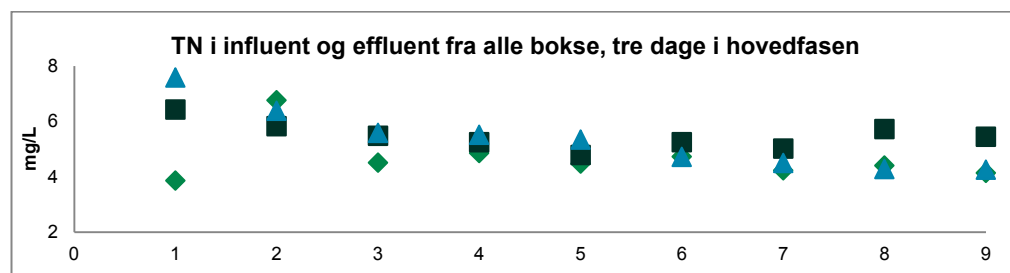 TN i influent og effluent fra alle bokse, tre dage i hovedfasen
8
6
4
2
mg/L
0 1 2 3 4 5 6 7 8 9